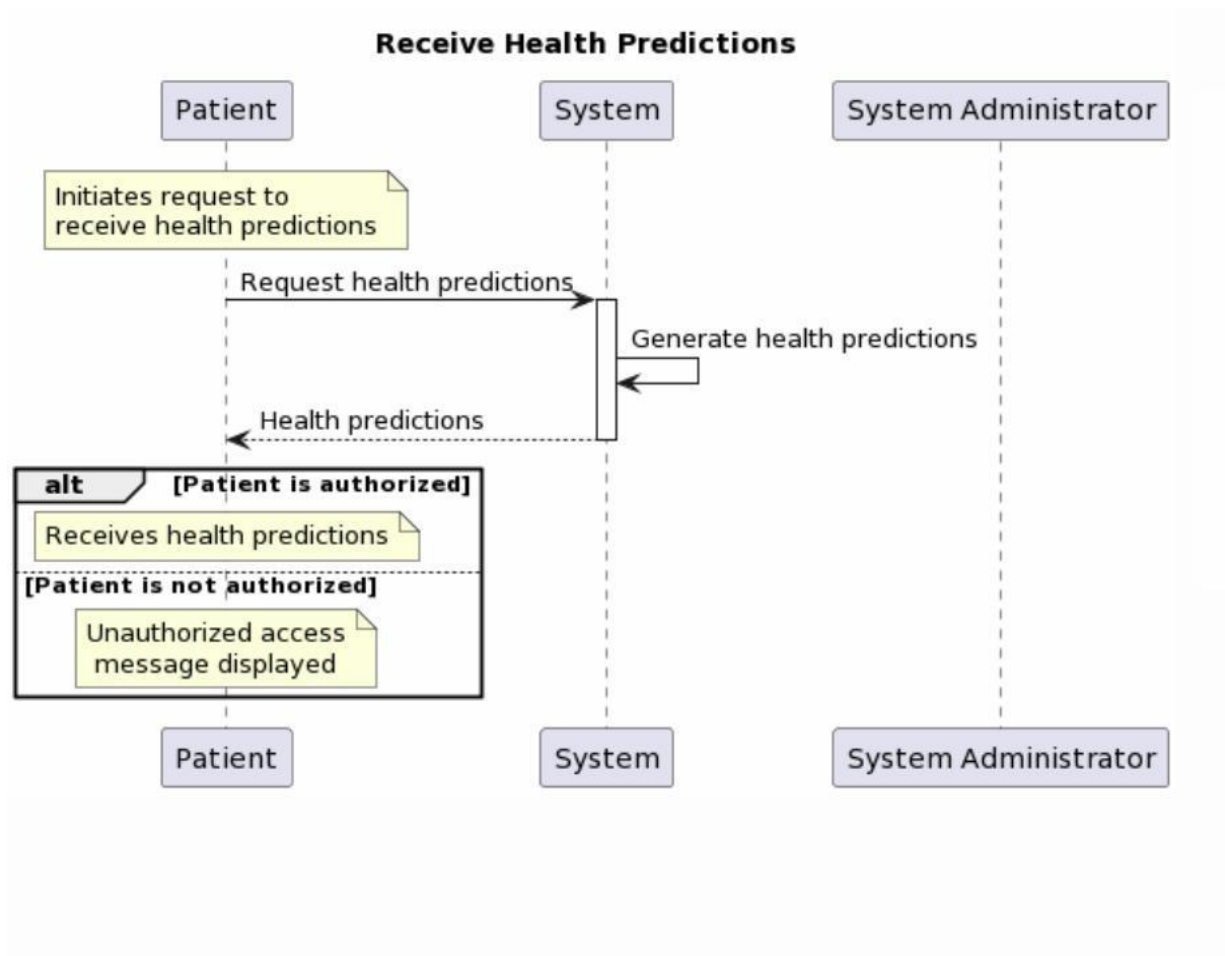 Receive Health Predictions
Patient
System
System Administrator
Initiates request to
receive health predictions
Request health predictions
Generate health predictions
Health predictions
alt
[Patient is authorized]
Receives health predictions
[Patient is not authorized]
Unauthorized access
message displayed
Patient
System
System Administrator